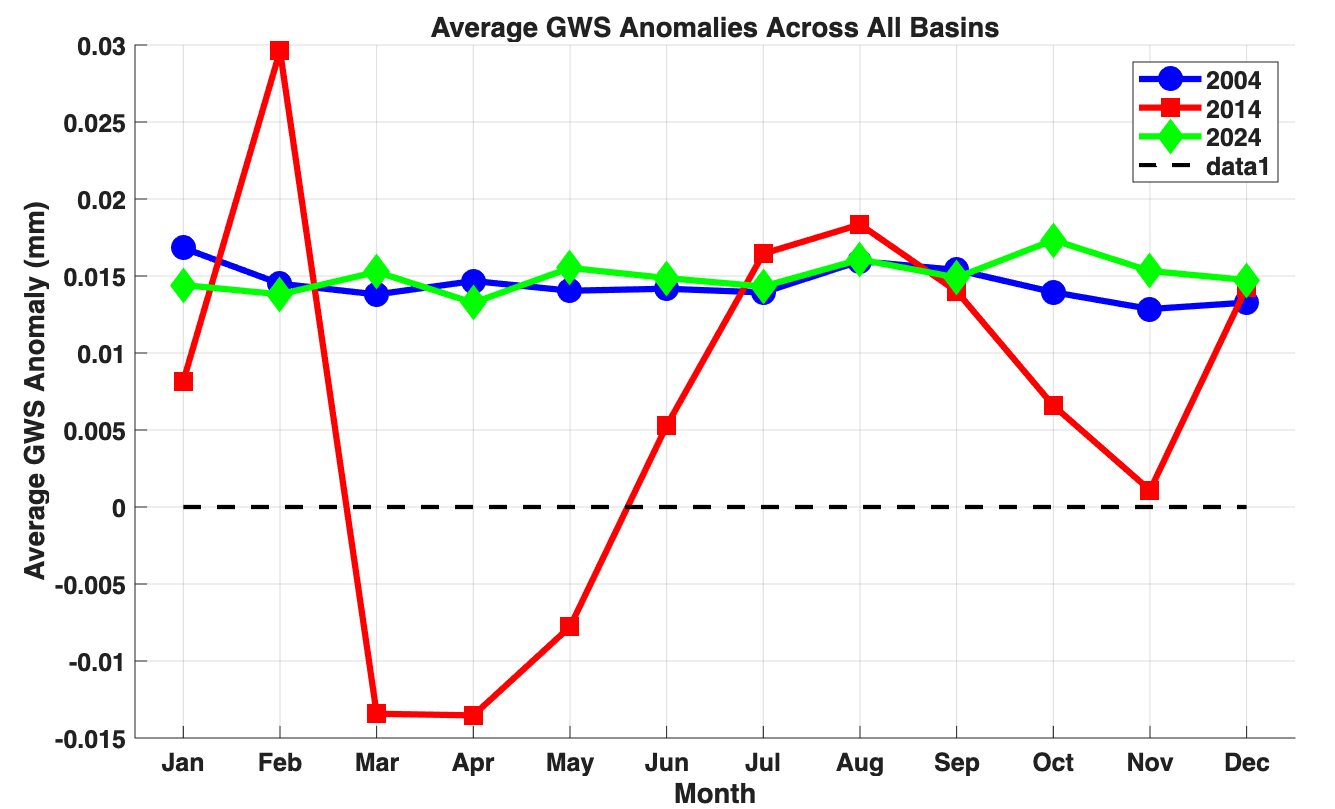 Average GWS Anomalies Across All Basins
0.03
0.025
0.02
0.015
0.01
0.005
0
-0.005
-0.01
-0.015
Average GWS Anomaly (mm)
2004
2014
2024
data1
Jan Feb Mar Apr May Jun Jul Aug Sep Oct Nov Dec
Month